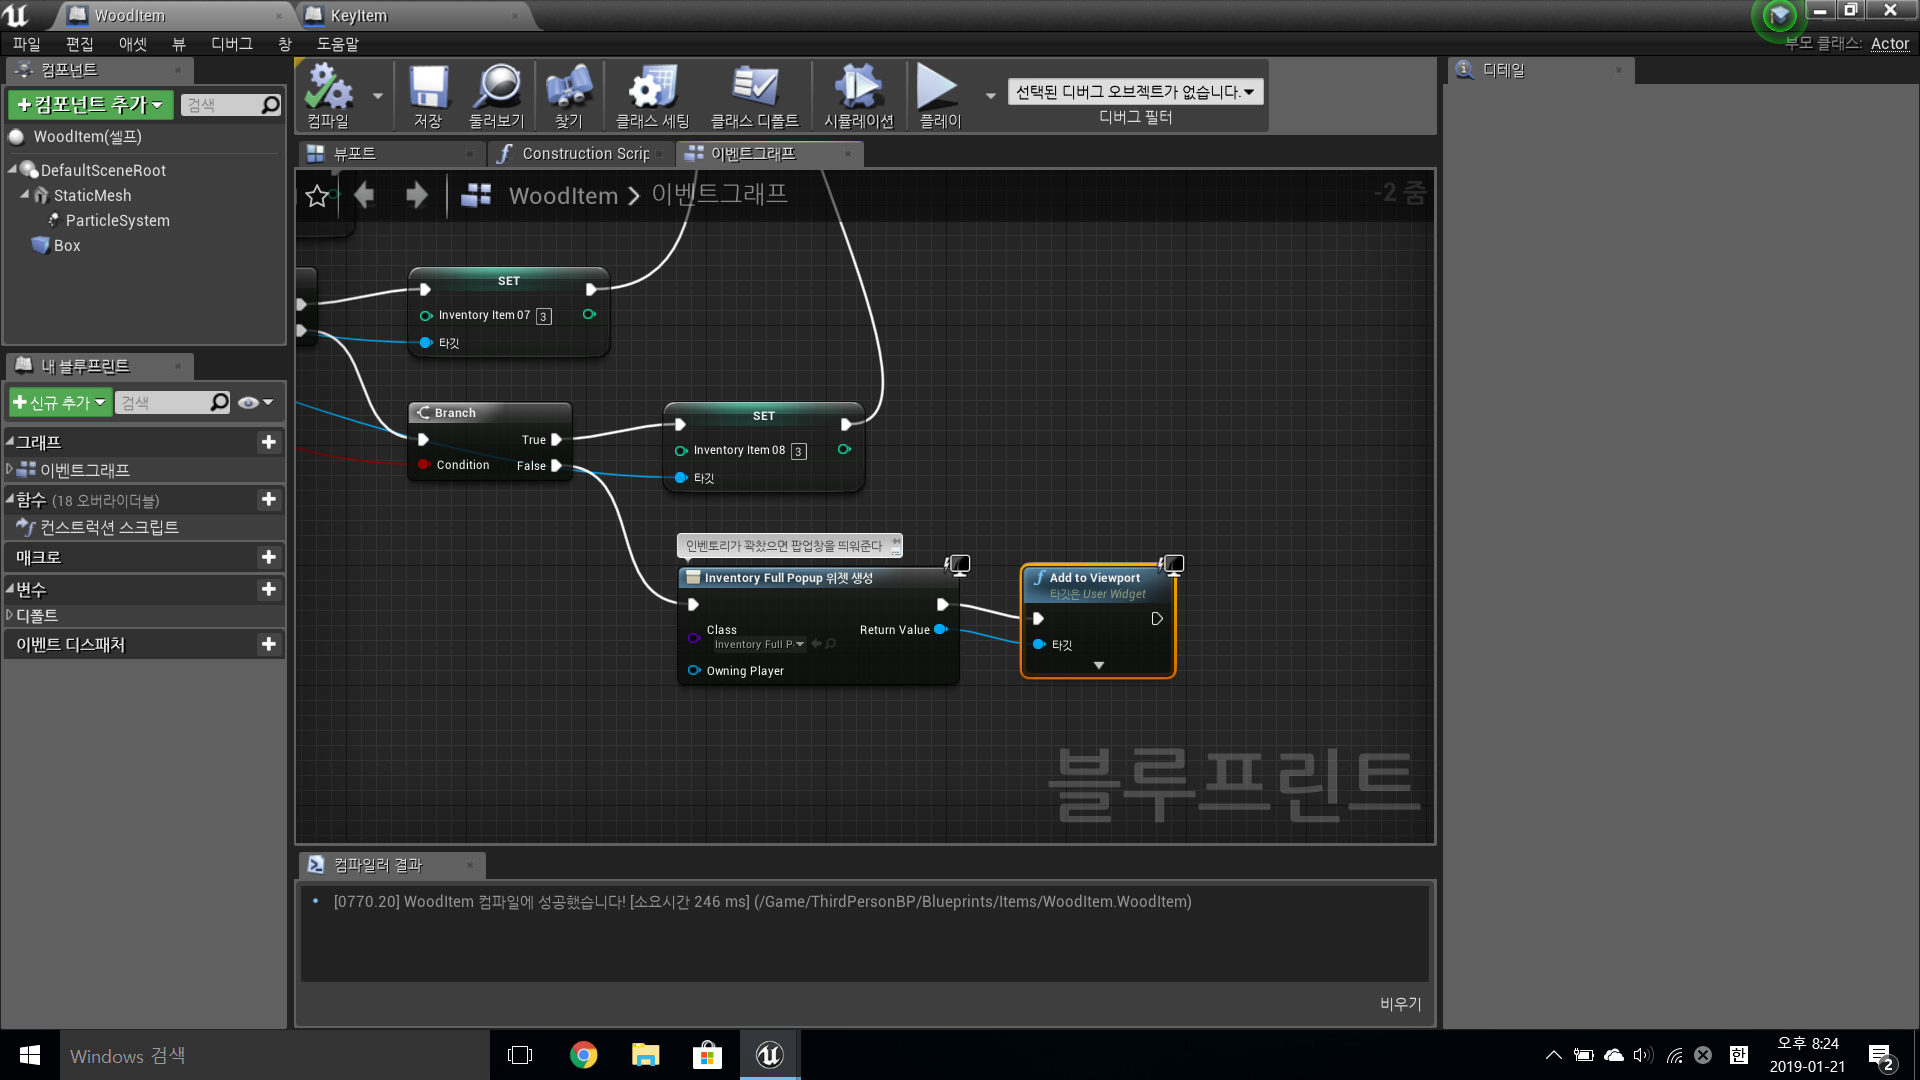 WoodItem
KeyItem
파일 편집 애셋 뷰 디버그 창 도움말
부모 클래스: Actor
컴포넌트
+컴포넌트 추가
검색
WoodItem(셀프)
DefaultSceneRoot
StaticMesh
ParticleSystem
Box
내 블루프린트
신규 추가
검색
그래프
이벤트그래프
함수 (18 오버라이더블)
컨스트럭션 스크립트
매크로
변수
디폴트
이벤트 디스패처
컴파일
저장
둘러보기
찾기
클래스 세팅
클래스 디폴트
시뮬레이션
플레이
선택된 디버그 오브젝트가 없습니다.
디버그 필터
뷰포트
Construction Scrip
이벤트그래프
WoodItem > 이벤트그래프
-2 줌
SET
Inventory Item 07 3
타깃
Branch
True
Condition
False
SET
Inventory Item 08 3
타깃
인벤토리가 꽉찼으면 팝업창을 띄워준다
Inventory Full Popup 위젯 생성
Class
Inventory Full P
Return Value
Owning Player
Add to Viewport
타깃은 User Widget
타깃
블루프린트
컴파일러 결과
[0770.20] WoodItem 컴파일에 성공했습니다! [소요시간 246 ms] (/Game/ThirdPersonBP/Blueprints/Items/WoodItem.WoodItem)
비우기
디테일
Windows 검색
한
오후 8:24
2019-01-21
2